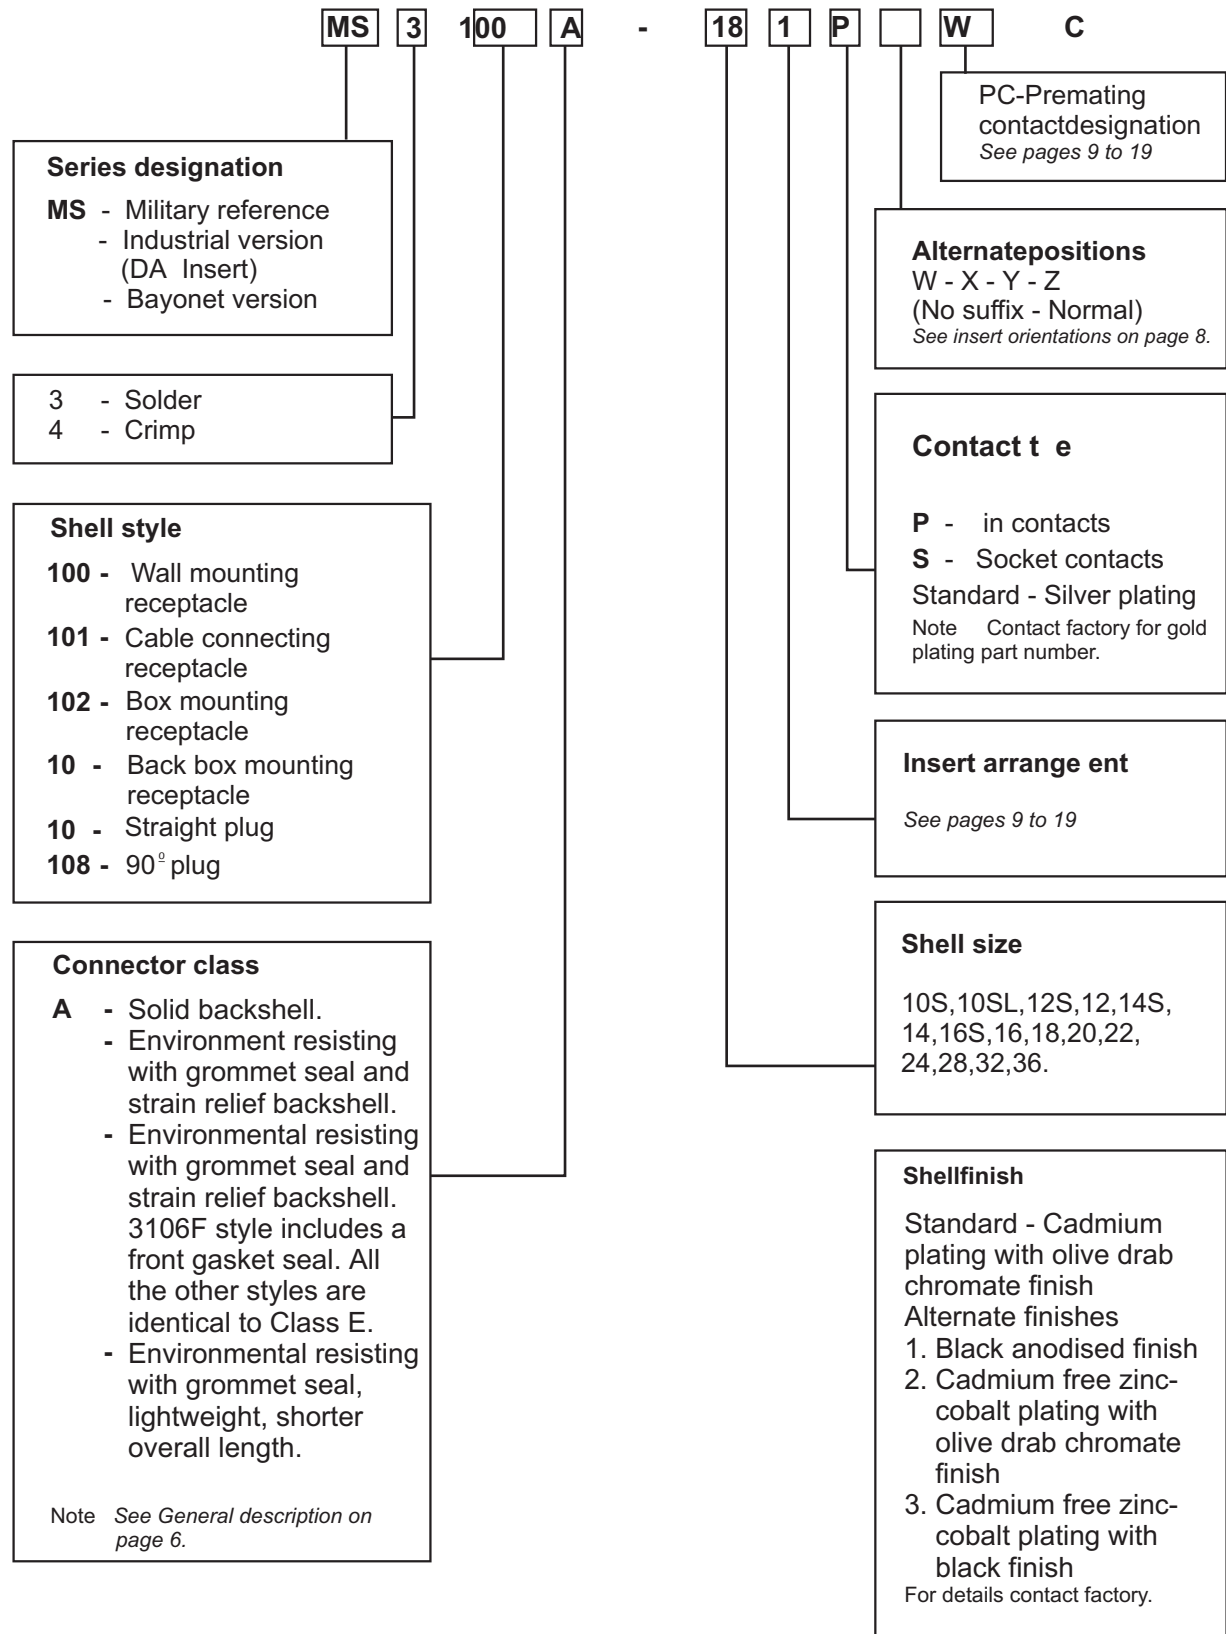 MS 3 100 A - 18 1 P W C
PC-Premating
contactdesignation
See pages 9 to 19
Series designation
MS - Military reference
- Industrial version
(DA Insert)
- Bayonet version
Alternatepositions
W - X - Y - Z
(No suffix - Normal)
See insert orientations on page 8.
3 - Solder
4 - Crimp
Contact t e
P - in contacts
S - Socket contacts
Standard - Silver plating
Note Contact factory for gold
plating part number.
Shell style
100 - Wall mounting
receptacle
101 - Cable connecting
receptacle
102 - Box mounting
receptacle
10 - Back box mounting
receptacle
10 - Straight plug
108 - 90º plug
Insert arrange ent
See pages 9 to 19
Shell size
10S,10SL,12S,12,14S,
14,16S,16,18,20,22,
24,28,32,36.
Connector class
A - Solid backshell.
- Environment resisting
with grommet seal and
strain relief backshell.
- Environmental resisting
with grommet seal and
strain relief backshell.
3106F style includes a
front gasket seal. All
the other styles are
identical to Class E.
- Environmental resisting
with grommet seal,
lightweight, shorter
overall length.
Note See General description on
page 6.
Shellfinish
Standard - Cadmium
plating with olive drab
chromate finish
Alternate finishes
1. Black anodised finish
2. Cadmium free zinc-
cobalt plating with
olive drab chromate
finish
3. Cadmium free zinc-
cobalt plating with
black finish
For details contact factory.